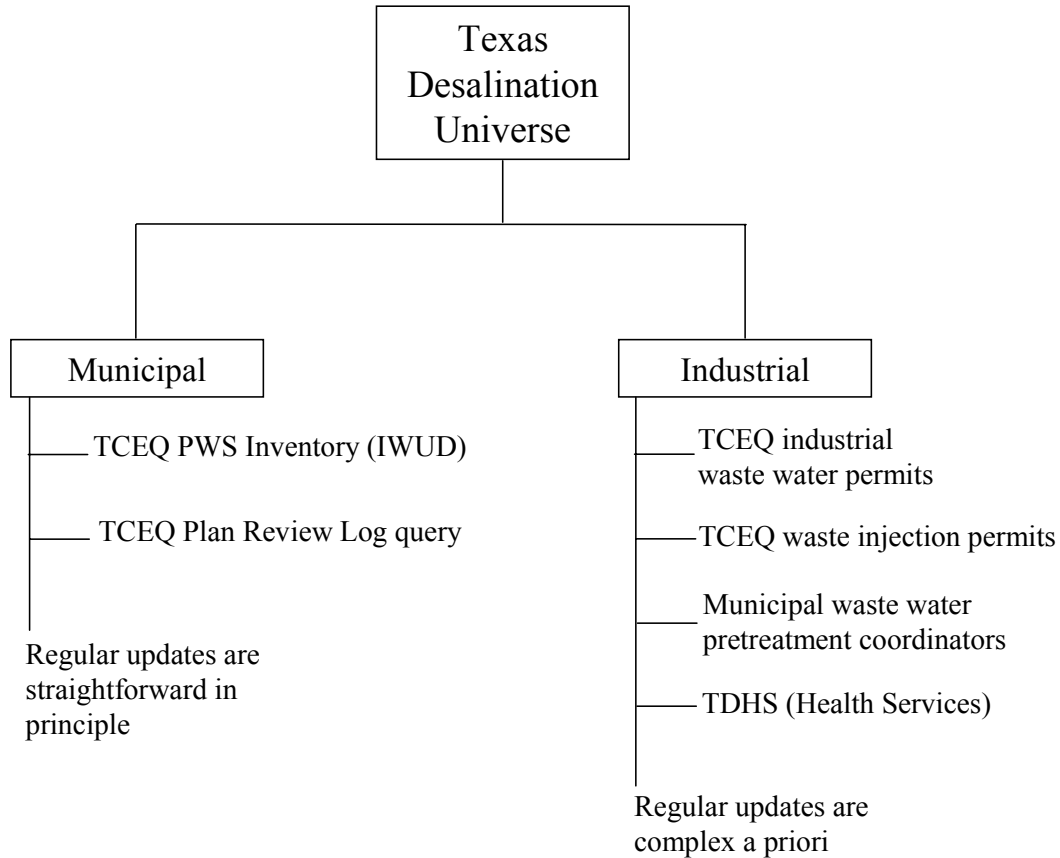 Texas
Desalination
Universe
Municipal
TCEQ PWS Inventory (IWUD)
TCEQ Plan Review Log query
Regular updates are
straightforward in
principle
Industrial
TCEQ industrial
waste water permits
TCEQ waste injection permits
Municipal waste water
pretreatment coordinators
TDHS (Health Services)
Regular updates are
complex a priori